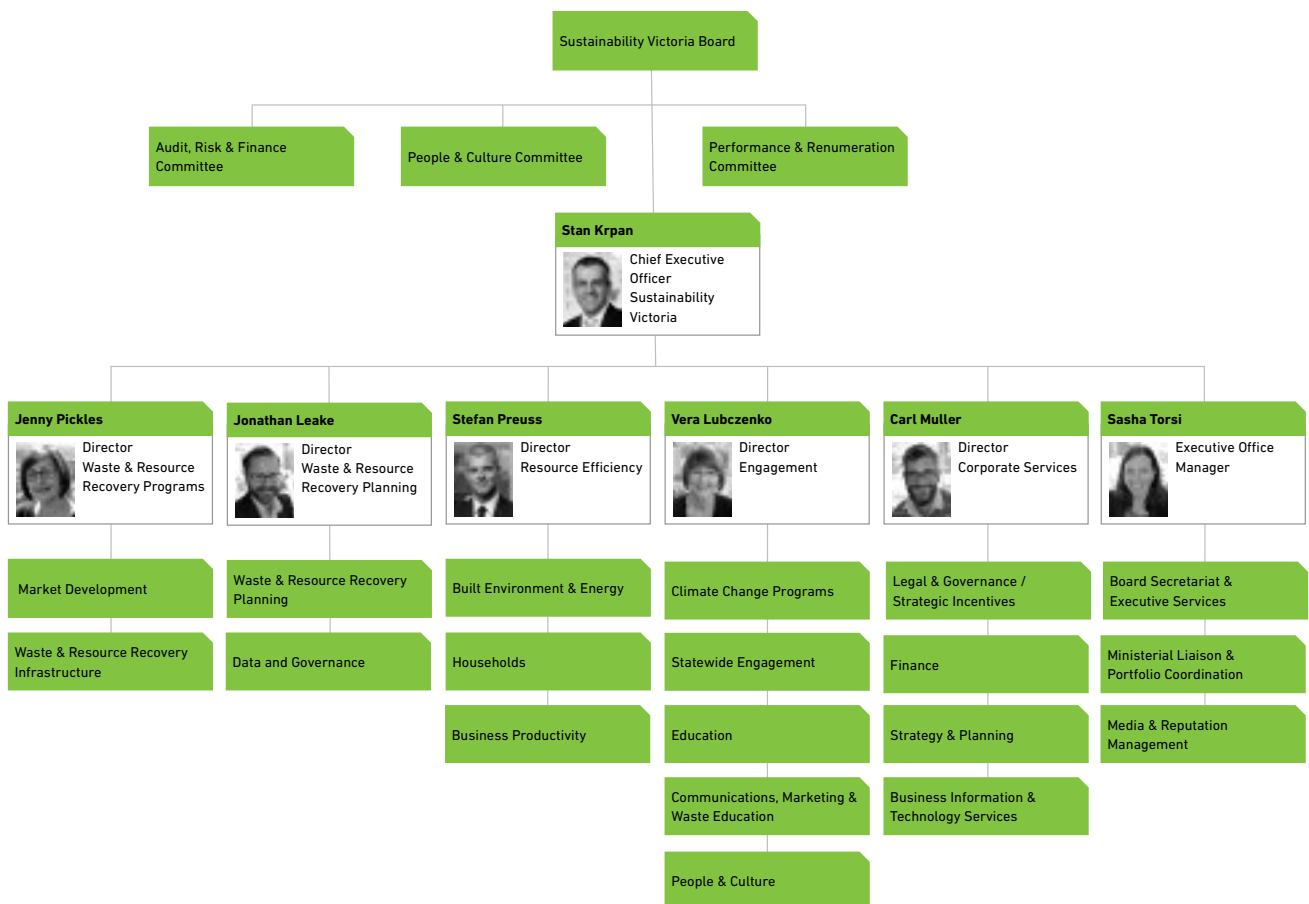 Sustainability Victoria Board
Audit, Risk & Finance
Committee
People & Culture Committee
Performance & Renumeration
Committee
Stan Krpan
Chief Executive
Officer
Sustainability
Victoria
Jenny Pickles
Director
Waste & Resource
Recovery Programs
Jonathan Leake
Director
Waste & Resource
Recovery Planning
Stefan Preuss
Director
Resource Efficiency
Vera Lubczenko
Director
Engagement
Carl Muller
Director
Corporate Services
Sasha Torsi
Executive Office
Manager
Market Development
Waste & Resource Recovery
Infrastructure
Waste & Resource Recovery
Planning
Data and Governance
Built Environment & Energy
Households
Business Productivity
Climate Change Programs
Statewide Engagement
Education
Communications, Marketing &
Waste Education
People & Culture
Legal & Governance /
Strategic Incentives
Finance
Strategy & Planning
Business Information &
Technology Services
Board Secretariat &
Executive Services
Ministerial Liaison &
Portfolio Coordination
Media & Reputation
Management